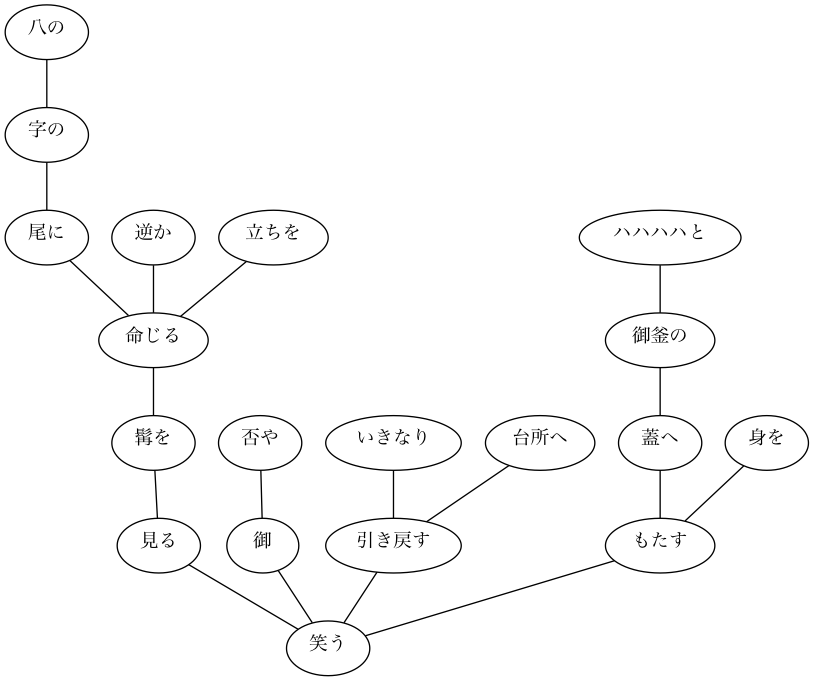 八の
字の
尾に
逆か
立ちを
ハハハハと
命じる
御釜の
髯を
否や
いきなり
台所へ
蓋へ
身を
見る
御
引き戻す
もたす
笑う